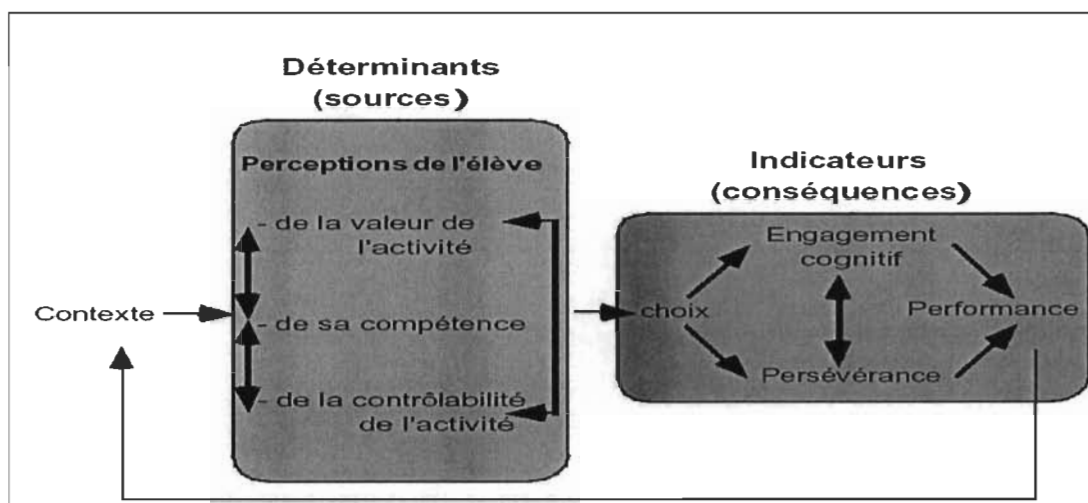 Déterminants
(sources)
Perceptions de l'élève
- de la valeur de
l'activité
- de sa compétence
- de la contrôlabilité
de l'activité
Contexte
Indicateurs
(conséquences)
Engagement
cognitif
choix
Performance
Persévérance